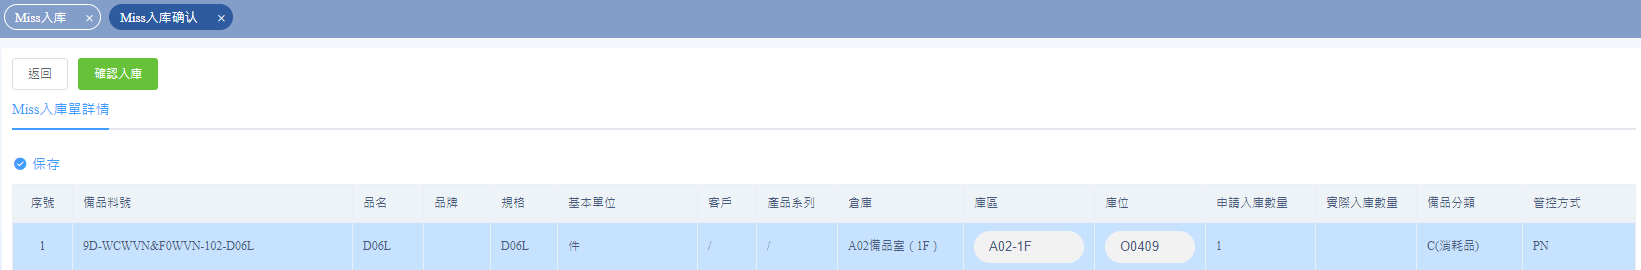 Miss入库 × Miss入库确认 ×
返回 確認入庫
Miss入庫單詳情
保存
序號 備品料號 品名 品牌 規格 基本單位 客戶 產品系列 倉庫 庫區 庫位 申請入庫數量 實際入庫數量 備品分類 管控方式
1 9D-WCWVN&F0WVN-102-D06L D06L D06L 件 / / A02備品室（1F） A02-1F O0409 1 C(消耗品) PN